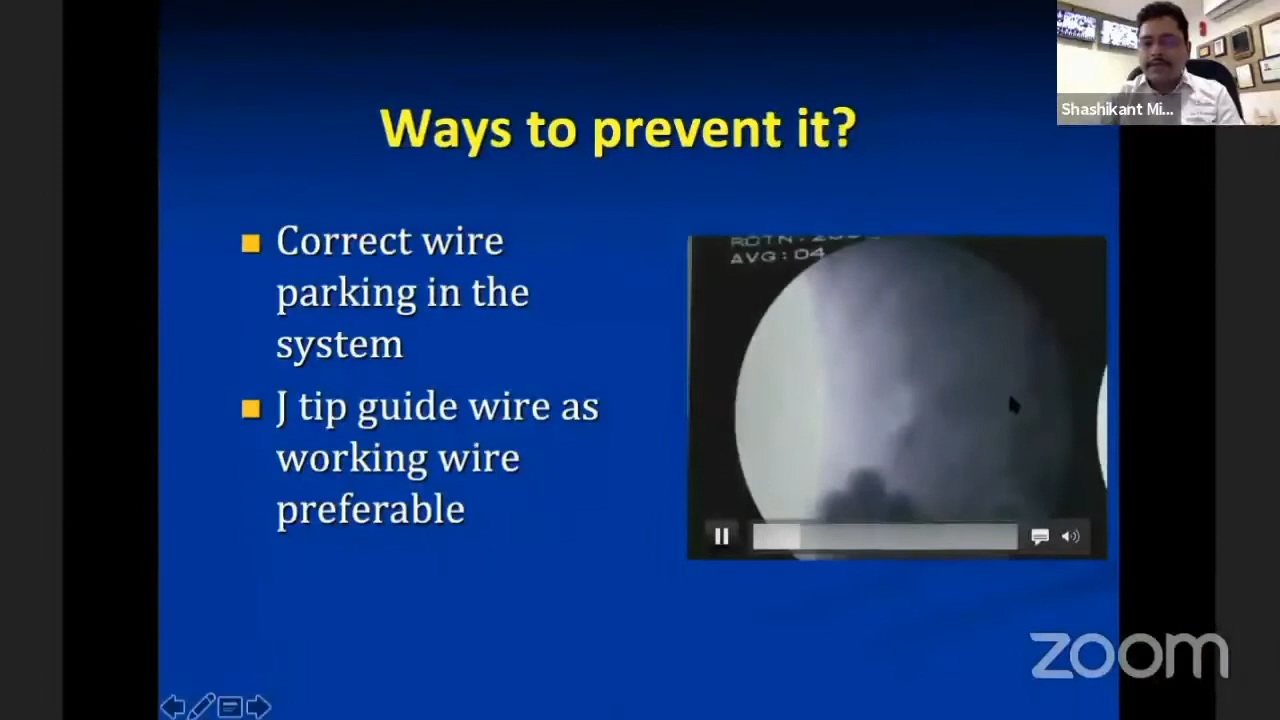 Shashikant Mi...
Ways to prevent it?
Correct wire
parking in the
system
J tip guide wire as
working wire
preferable
AVG:04
zoom